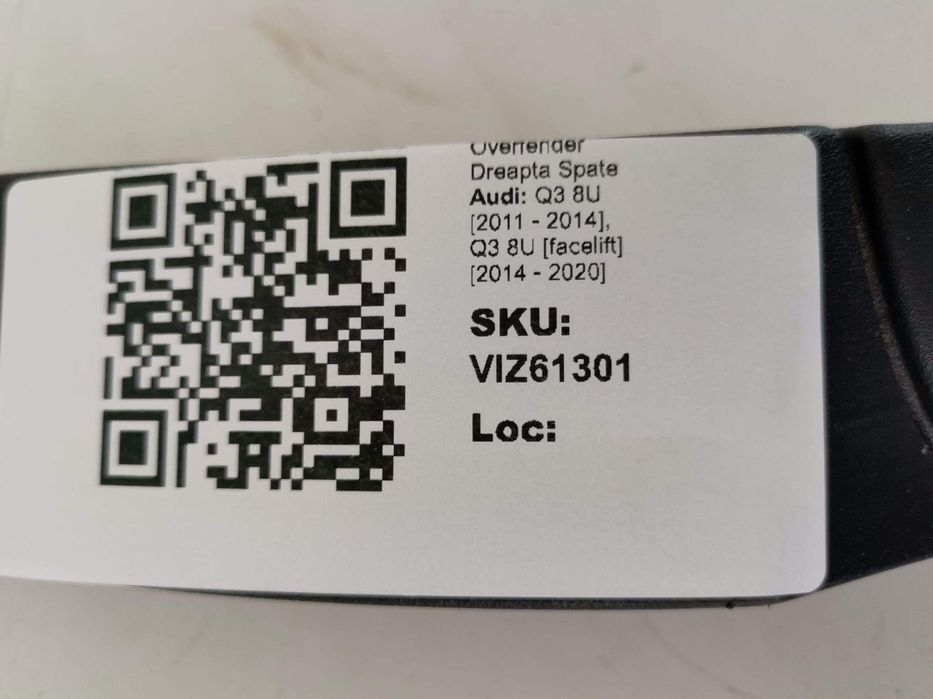 Overfender
Dreapta Spate
Audi: Q3 8U
[2011 - 2014],
Q3 8U [facelift]
[2014 - 2020]
SKU:
VIZ61301
Loc: